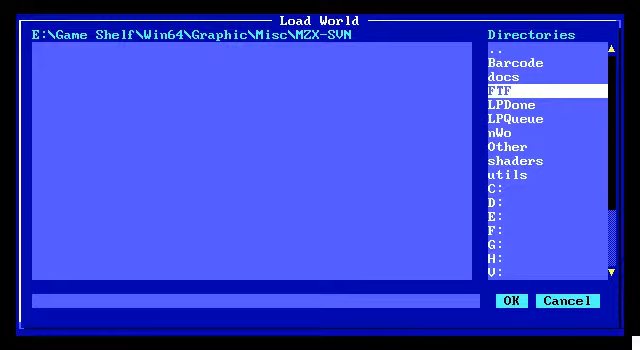 Load World
E:\Game Shelf\Win64\Graphic\Misc\MZX-SVN
Directories
..
Barcode
docs
FTF
LPDone
LPQueue
nWo
Other
shaders
utils
C:
D:
E:
F:
G:
H:
V:
OK
Cancel